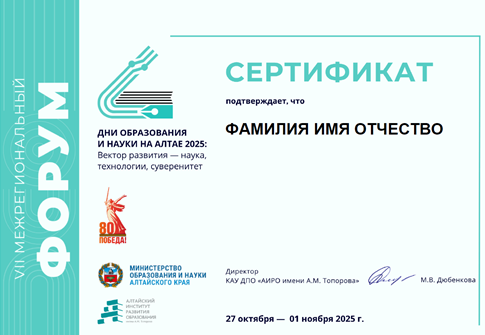 VII МЕЖРЕГИОНАЛЬНЫЙ
ФОРУМ
ДНИ ОБРАЗОВАНИЯ
И НАУКИ НА АЛТАЕ 2025:
Вектор развития — наука,
технологии, суверенитет
80
ПОБЕДА!
МИНИСТЕРСТВО
ОБРАЗОВАНИЯ И НАУКИ
АЛТАЙСКОГО КРАЯ
АЛТАЙСКИЙ
ИНСТИТУТ
РАЗВИТИЯ
ОБРАЗОВАНИЯ
СЕРТИФИКАТ
подтверждает, что
ФАМИЛИЯ ИМЯ ОТЧЕСТВО
Директор
КАУ ДПО «АИРО имени А.М. Топорова»
М.В. Дюбенкова
27 октября — 01 ноября 2025 г.